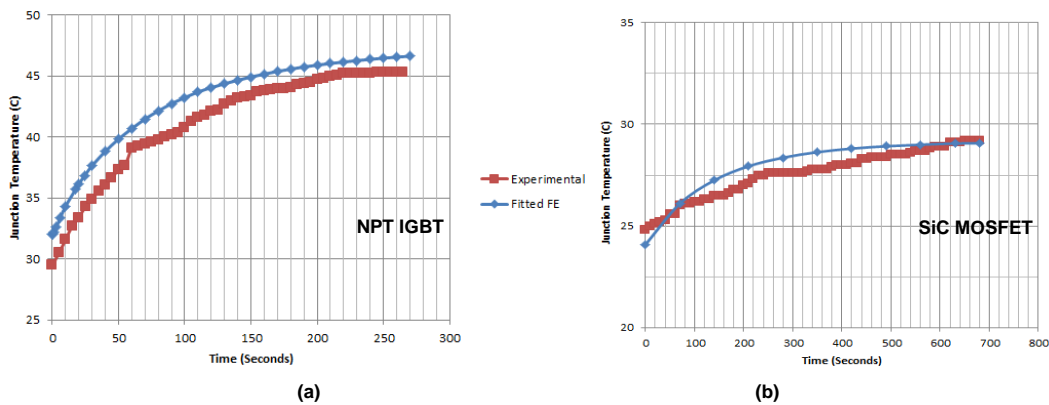 50
45
40
35
30
25
0
50
100
150
200
250
300
Junction Temperature (C)
Time (Seconds)
NPT IGBT
Experimental
Fitted FE
(a)
35
30
25
20
0
100
200
300
400
500
600
700
800
Junction Temperature (C)
Time (Seconds)
SiC MOSFET
(b)